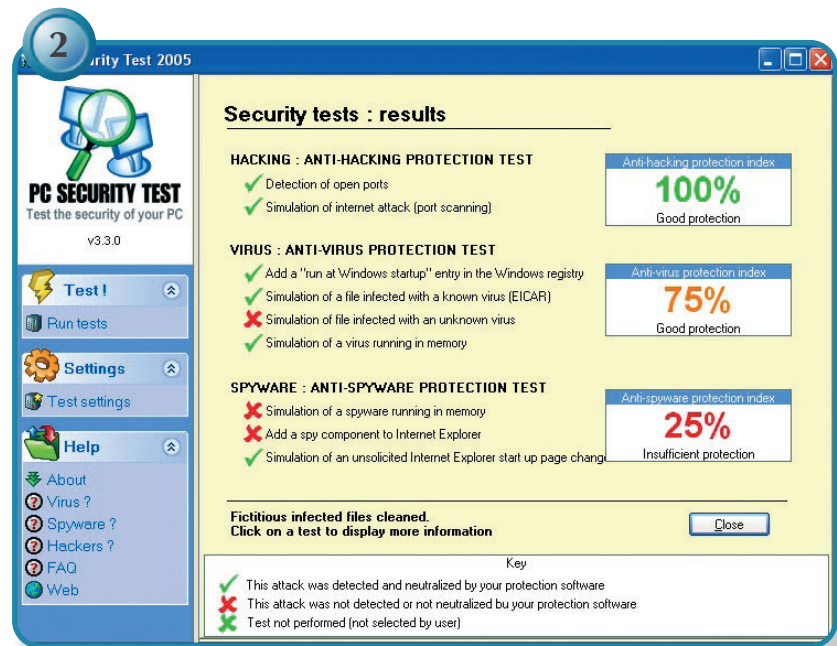 2
rity Test 2005
PC SECURITY TEST
Test the security of your PC
v3.3.0
Test !
Run tests
Settings
Test settings
Help
About
Virus ?
Spyware ?
Hackers ?
FAQ
Web
Security tests : results
HACKING : ANTI-HACKING PROTECTION TEST
Detection of open ports
Simulation of internet attack (port scanning)
Anti-hacking protection index
100%
Good protection
VIRUS : ANTI-VIRUS PROTECTION TEST
Add a "run at Windows startup" entry in the Windows registry
Simulation of a file infected with a known virus (EICAR)
Simulation of file infected with an unknown virus
Simulation of a virus running in memory
Anti-virus protection index
75%
Good protection
SPYWARE : ANTI-SPYWARE PROTECTION TEST
Simulation of a spyware running in memory
Add a spy component to Internet Explorer
Simulation of an unsolicited Internet Explorer start up page change
Anti-spyware protection index
25%
Insufficient protection
Fictitious infected files cleaned.
Click on a test to display more information
Close
Key
This attack was detected and neutralized by your protection software
This attack was not detected or not neutralized bu your protection software
Test not performed (not selected by user)